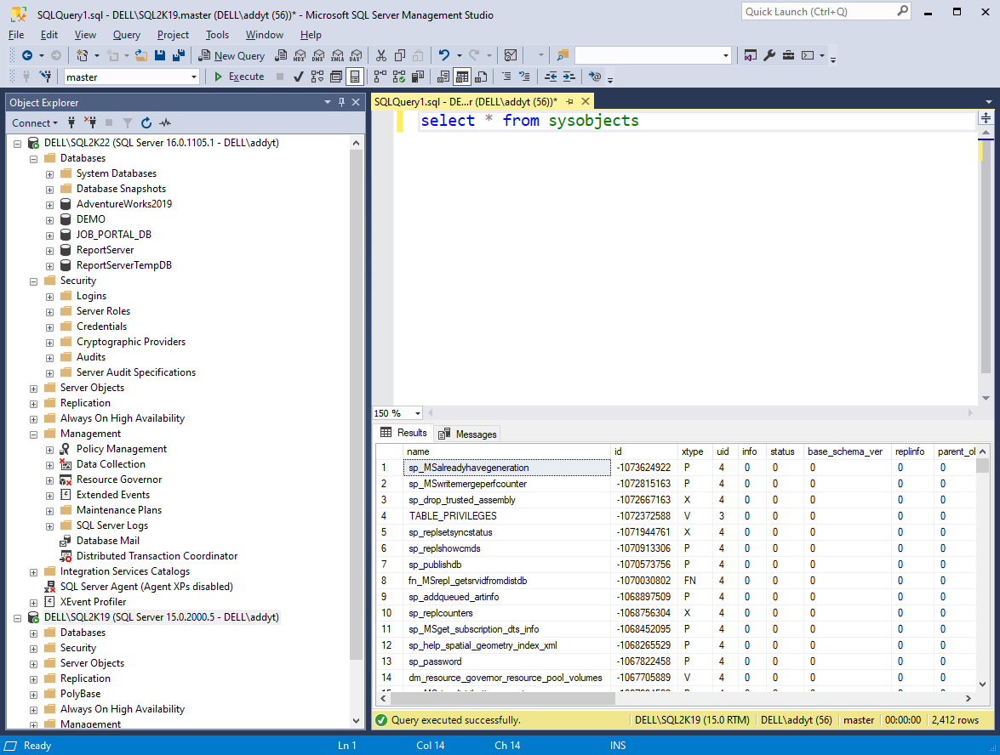 SQLQuery1.sql - DELL\SQL2K19.master (DELL\addyt (56))* - Microsoft SQL Server Management Studio
Quick Launch (Ctrl+Q)
File Edit View Query Project Tools Window Help
New Query
MDX DMX XMLA DAX
master
Execute
Object Explorer
Connect
DELL\SQL2K22 (SQL Server 16.0.1105.1 - DELL\addyt)
Databases
System Databases
Database Snapshots
AdventureWorks2019
DEMO
JOB_PORTAL_DB
ReportServer
ReportServerTempDB
Security
Logins
Server Roles
Credentials
Cryptographic Providers
Audits
Server Audit Specifications
Server Objects
Replication
Always On High Availability
Management
Policy Management
Data Collection
Resource Governor
Extended Events
Maintenance Plans
SQL Server Logs
Database Mail
Distributed Transaction Coordinator
Integration Services Catalogs
SQL Server Agent (Agent XPs disabled)
XEvent Profiler
DELL\SQL2K19 (SQL Server 15.0.2000.5 - DELL\addyt)
Databases
Security
Server Objects
Replication
PolyBase
Always On High Availability
Management
SQLQuery1.sql - DE...r (DELL\addyt (56))*
select * from sysobjects
150 %
Results Messages
name id xtype uid info status base_schema_ver replinfo parent_ol
1 sp_MSalreadyhavegeneration -1073624922 P 4 0 0 0 0 0
2 sp_MSwritemergeperfcounter -1072815163 P 4 0 0 0 0 0
3 sp_drop_trusted_assembly -1072667163 X 4 0 0 0 0 0
4 TABLE_PRIVILEGES -1072372588 V 3 0 0 0 0 0
5 sp_replsetsyncstatus -1071944761 X 4 0 0 0 0 0
6 sp_replshowcmds -1070913306 P 4 0 0 0 0 0
7 sp_publishdb -1070573756 P 4 0 0 0 0 0
8 fn_MSrepl_getsrvidfromdistdb -1070030802 FN 4 0 0 0 0 0
9 sp_addqueued_artinfo -1068897509 P 4 0 0 0 0 0
10 sp_replcounters -1068756304 X 4 0 0 0 0 0
11 sp_MSget_subscription_dts_info -1068452095 P 4 0 0 0 0 0
12 sp_help_spatial_geometry_index_xml -1068265529 P 4 0 0 0 0 0
13 sp_password -1067822458 P 4 0 0 0 0 0
14 dm_resource_governor_resource_pool_volumes -1067705889 V 4 0 0 0 0 0
Query executed successfully. DELL\SQL2K19 (15.0 RTM) DELL\addyt (56) master 00:00:00 2,412 rows
Ready Ln 1 Col 14 Ch 14 INS